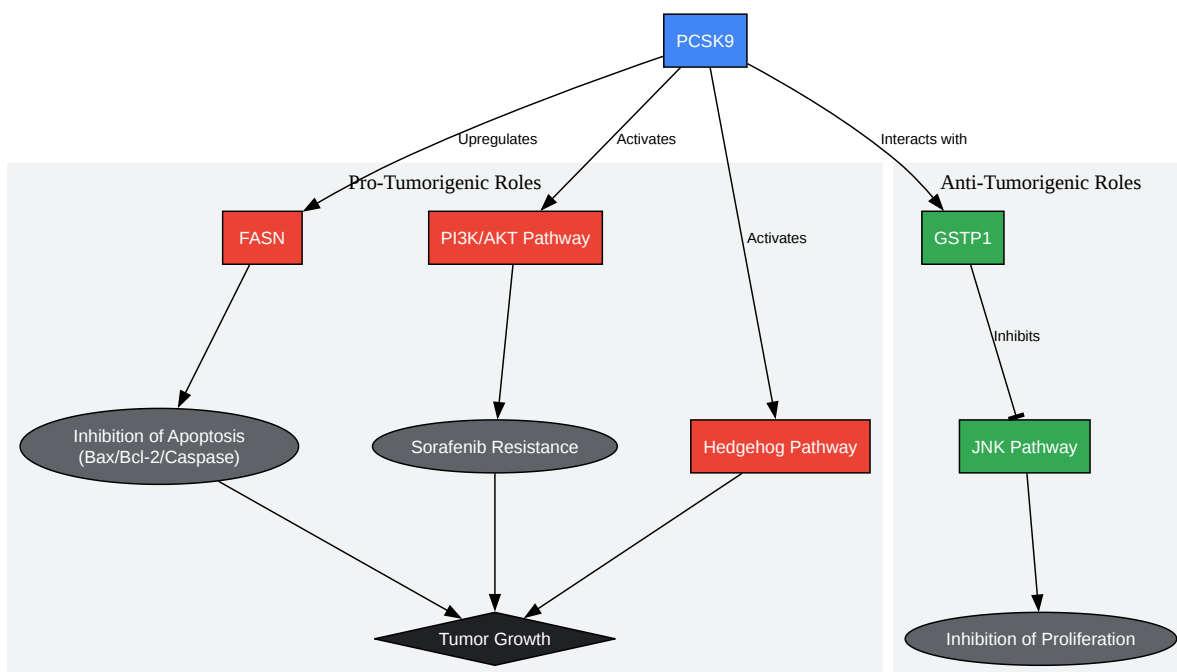 PCSK9
Upregulates
Activates
Interacts with
Pro-Tumorigenic Roles
Anti-Tumorigenic Roles
FASN
PI3K/AKT Pathway
Activates
GSTP1
Inhibits
Inhibition of Apoptosis
(Bax/Bcl-2/Caspase)
Sorafenib Resistance
Hedgehog Pathway
JNK Pathway
Tumor Growth
Inhibition of Proliferation